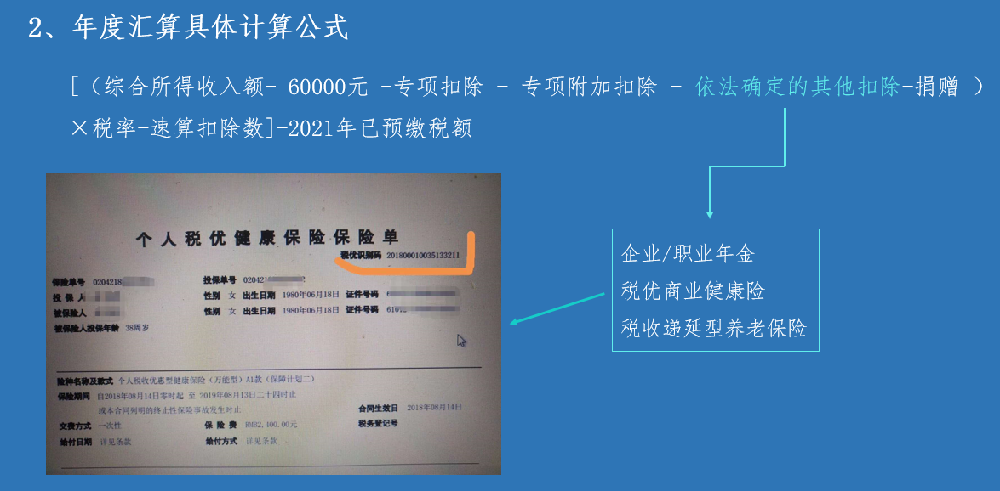 2、年度汇算具体计算公式
[（综合所得收入额- 60000元 -专项扣除 - 专项附加扣除 - 依法确定的其他扣除-捐赠 ）
×税率-速算扣除数]-2021年已预缴税额
个人税优健康保险保险单
税优识别码 201800010035133211
保险单号 0204218
投保单号 02042
投保人
性别 女 出生日期 1980年06月18日 证件号码 6
被保险人
性别 女 出生日期 1980年06月18日 证件号码
被保险人投保年龄 38周岁
险种名称及款式 个人税收优惠型健康保险（万能型）A1款（保障计划二）
保险期间 自2018年08月14日零时起 至 2019年08月13日二十四时止
或本合同列明的终止性保险事故发生时止
合同生效日 2018年08月14日
交费方式 一次性 保险费 RMB2,400.00元 税务登记号
给付日期 详见条款 给付方式 详见条款
企业/职业年金
税优商业健康险
税收递延型养老保险